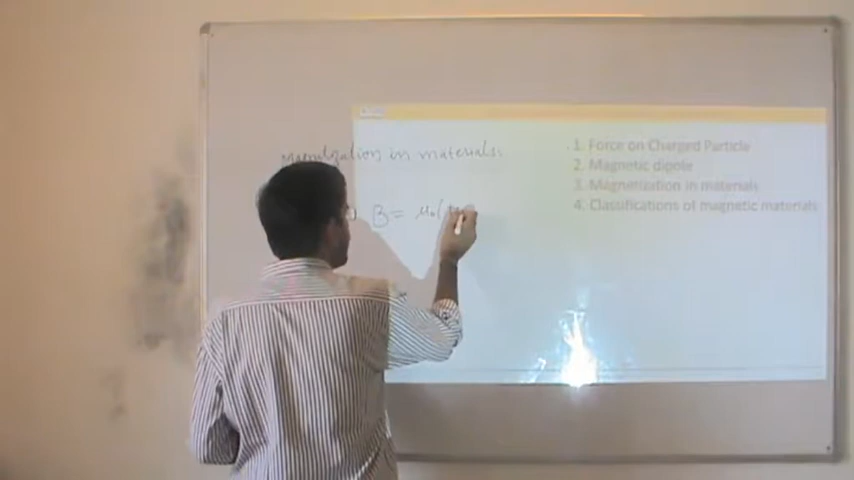 Magnetization in materials:
B = μ₀(
1. Force on Charged Particle
2. Magnetic dipole
3. Magnetization in materials
4. Classifications of magnetic materials